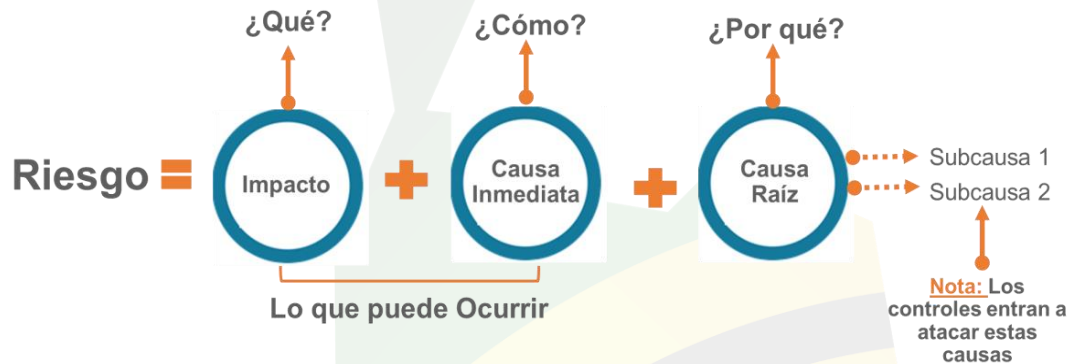 ¿Qué?
¿Cómo?
¿Por qué?
Riesgo =
Impacto
+
Causa
Inmediata
+
Causa
Raíz
Subcausa 1
Subcausa 2
Lo que puede Ocurrir
Nota: Los
controles entran a
atacar estas
causas